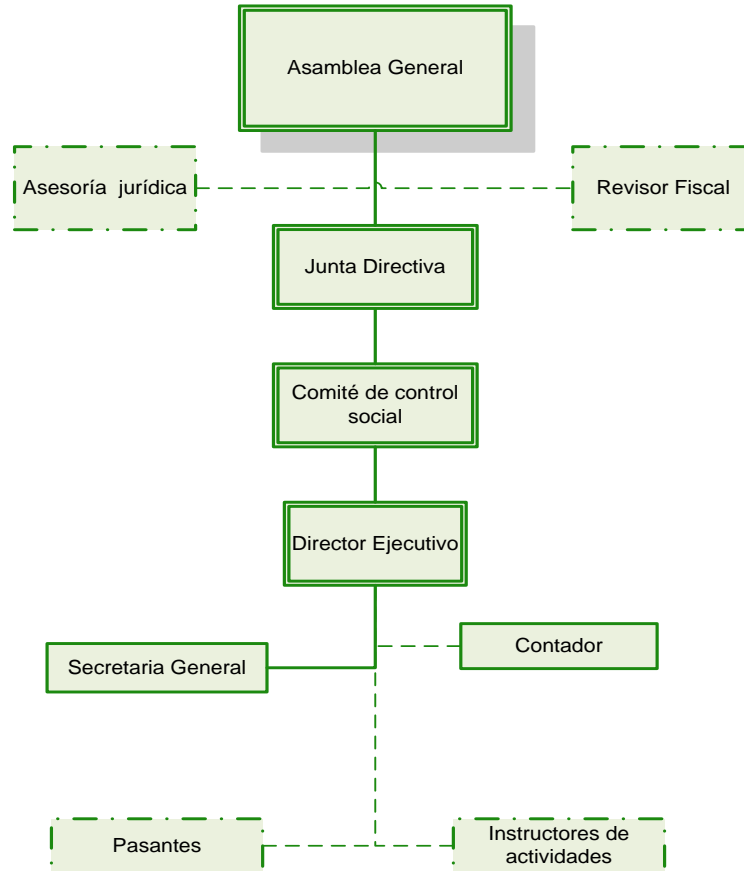 Asamblea General
Asesoría jurídica
Revisor Fiscal
Junta Directiva
Comité de control
social
Director Ejecutivo
Contador
Secretaria General
Pasantes
Instructores de
actividades